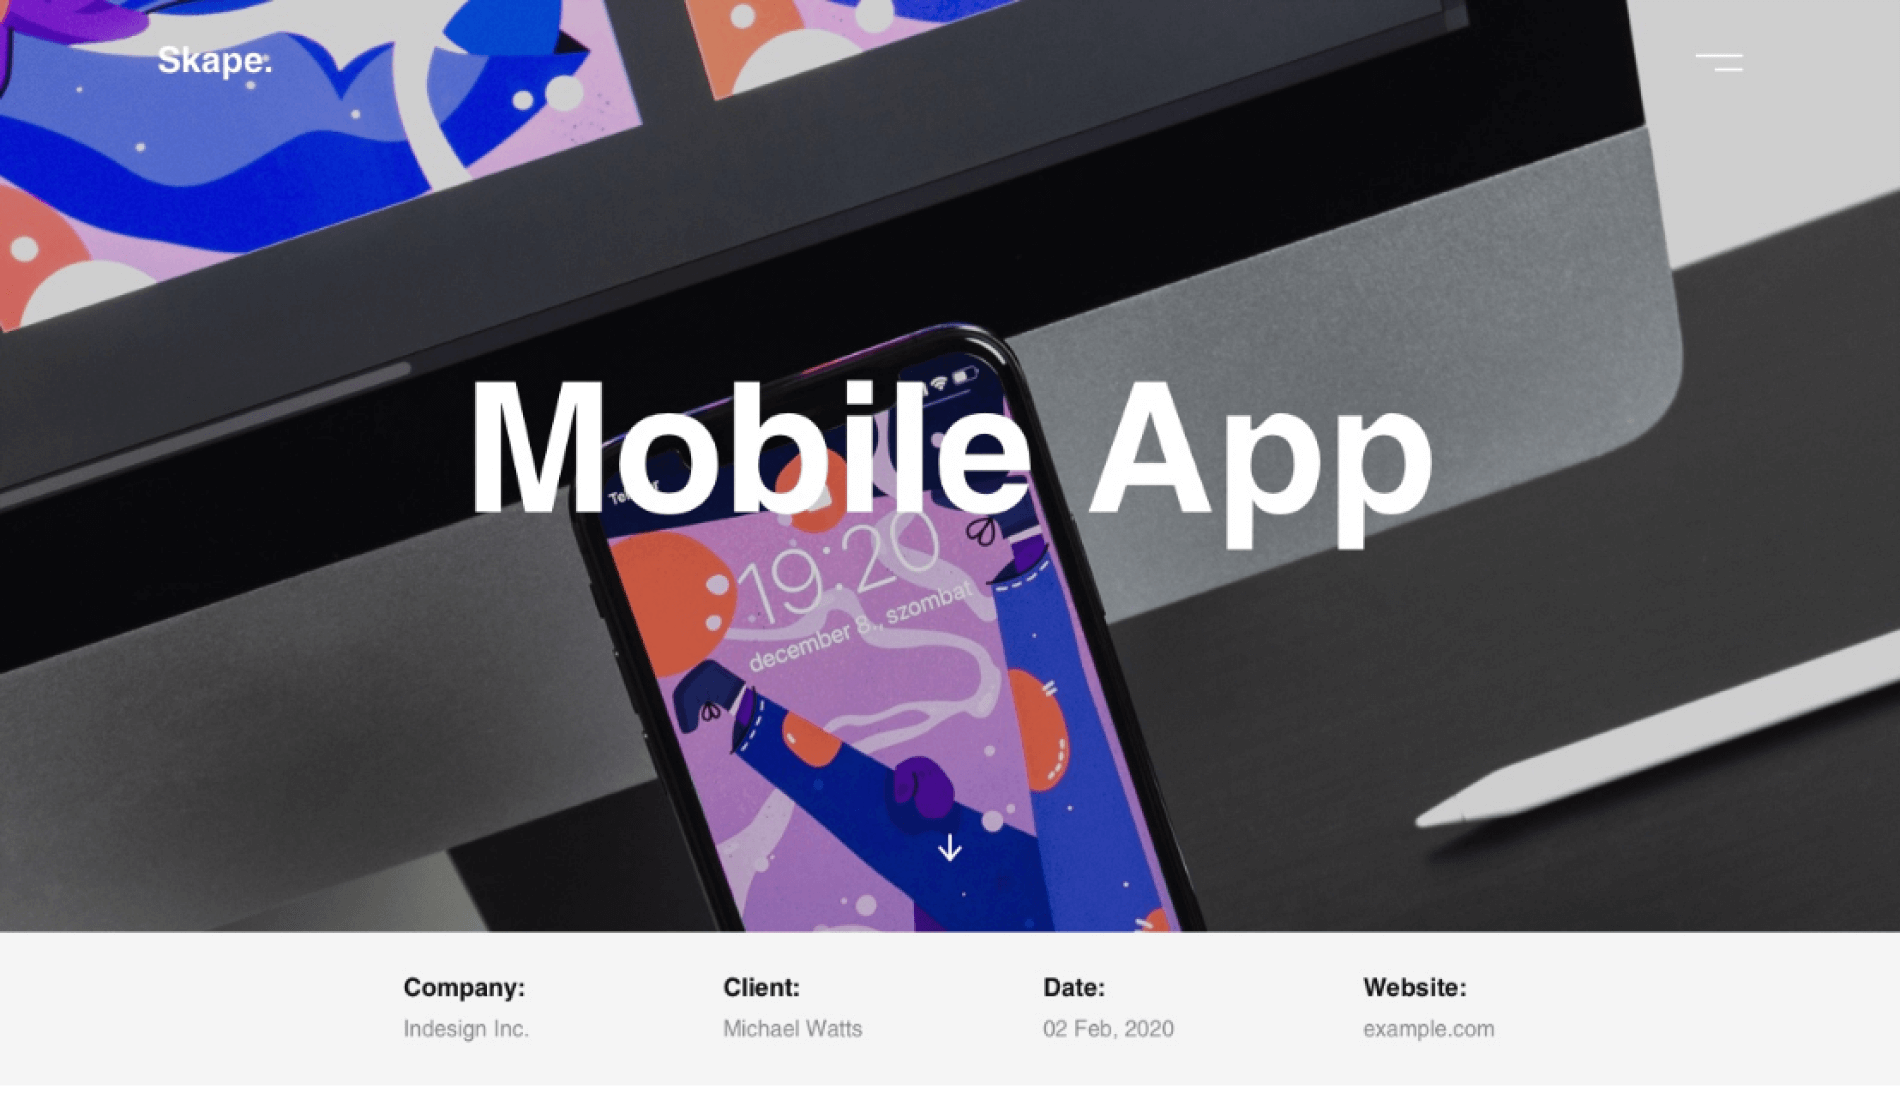 Skape.
Mobile App
19:20
december 8., szombat
Company:
Client:
Date:
Website:
Indesign Inc.
Michael Watts
02 Feb, 2020
example.com